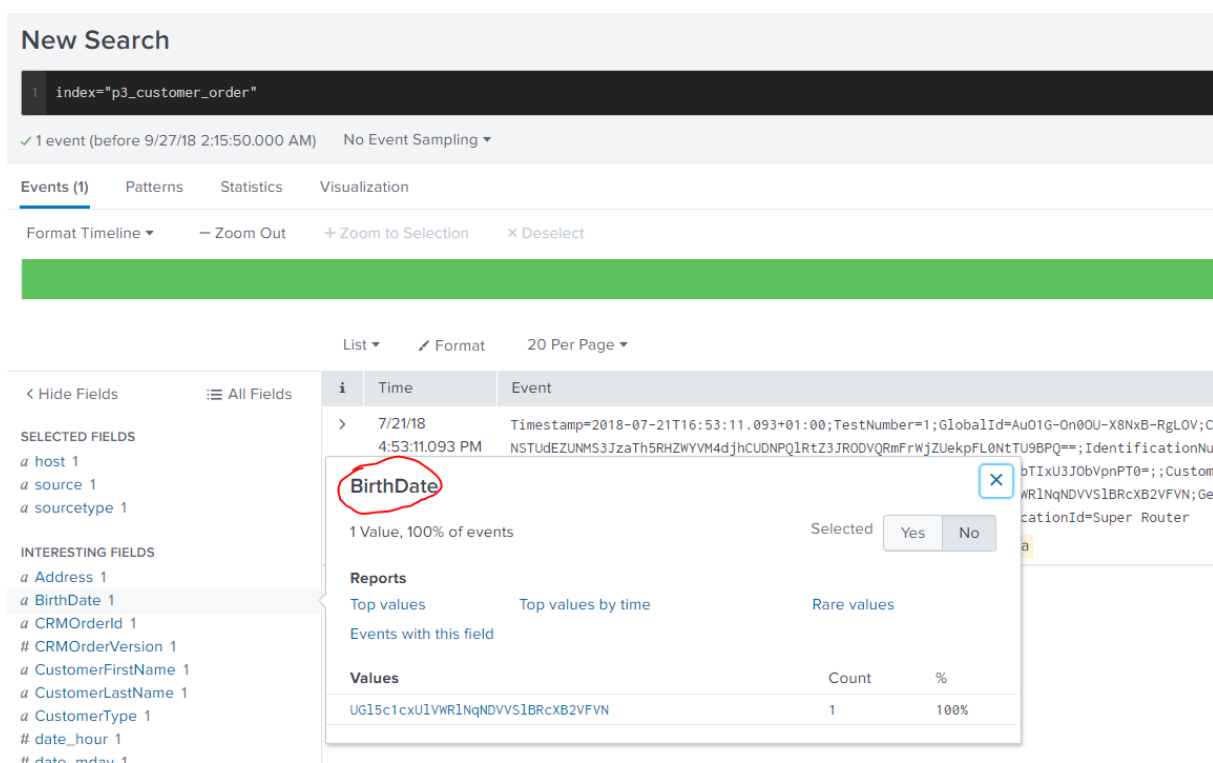 New Search
1 index="p3_customer_order"
✓ 1 event (before 9/27/18 2:15:50.000 AM) No Event Sampling ▾
Events (1) Patterns Statistics Visualization
Format Timeline ▾ — Zoom Out + Zoom to Selection × Deselect
List ▾ Format 20 Per Page ▾
< Hide Fields All Fields i Time Event
> 7/21/18 Timestamp=2018-07-21T16:53:11.093+01:00;TestNumber=1;GlobalId=AuO1G-On0OU-X8NxB-RgLOV;C
4:53:11.093 PM NSTUdEZUNMS3JzaTh5RHZWYVM4djhCUDNPQlRtZ3JRODVQRmFrWjZUekpFL0NtTU9BPQ==;IdentificationNu
bTIxU3JObVpnPT0=;;Custom
WRlNqNDVVSlBRcXB2VFVN;Ge
cationId=Super Router
a
SELECTED FIELDS
a host 1
a source 1
a sourcetype 1
INTERESTING FIELDS
a Address 1
a BirthDate 1
a CRMOrderId 1
# CRMOrderVersion 1
a CustomerFirstName 1
a CustomerLastName 1
a CustomerType 1
# date_hour 1
# date_mday 1
BirthDate ×
1 Value, 100% of events Selected Yes No
Reports
Top values Top values by time Rare values
Events with this field
Values Count %
UGl5c1cxUlVWRlNqNDVVSlBRcXB2VFVN 1 100%